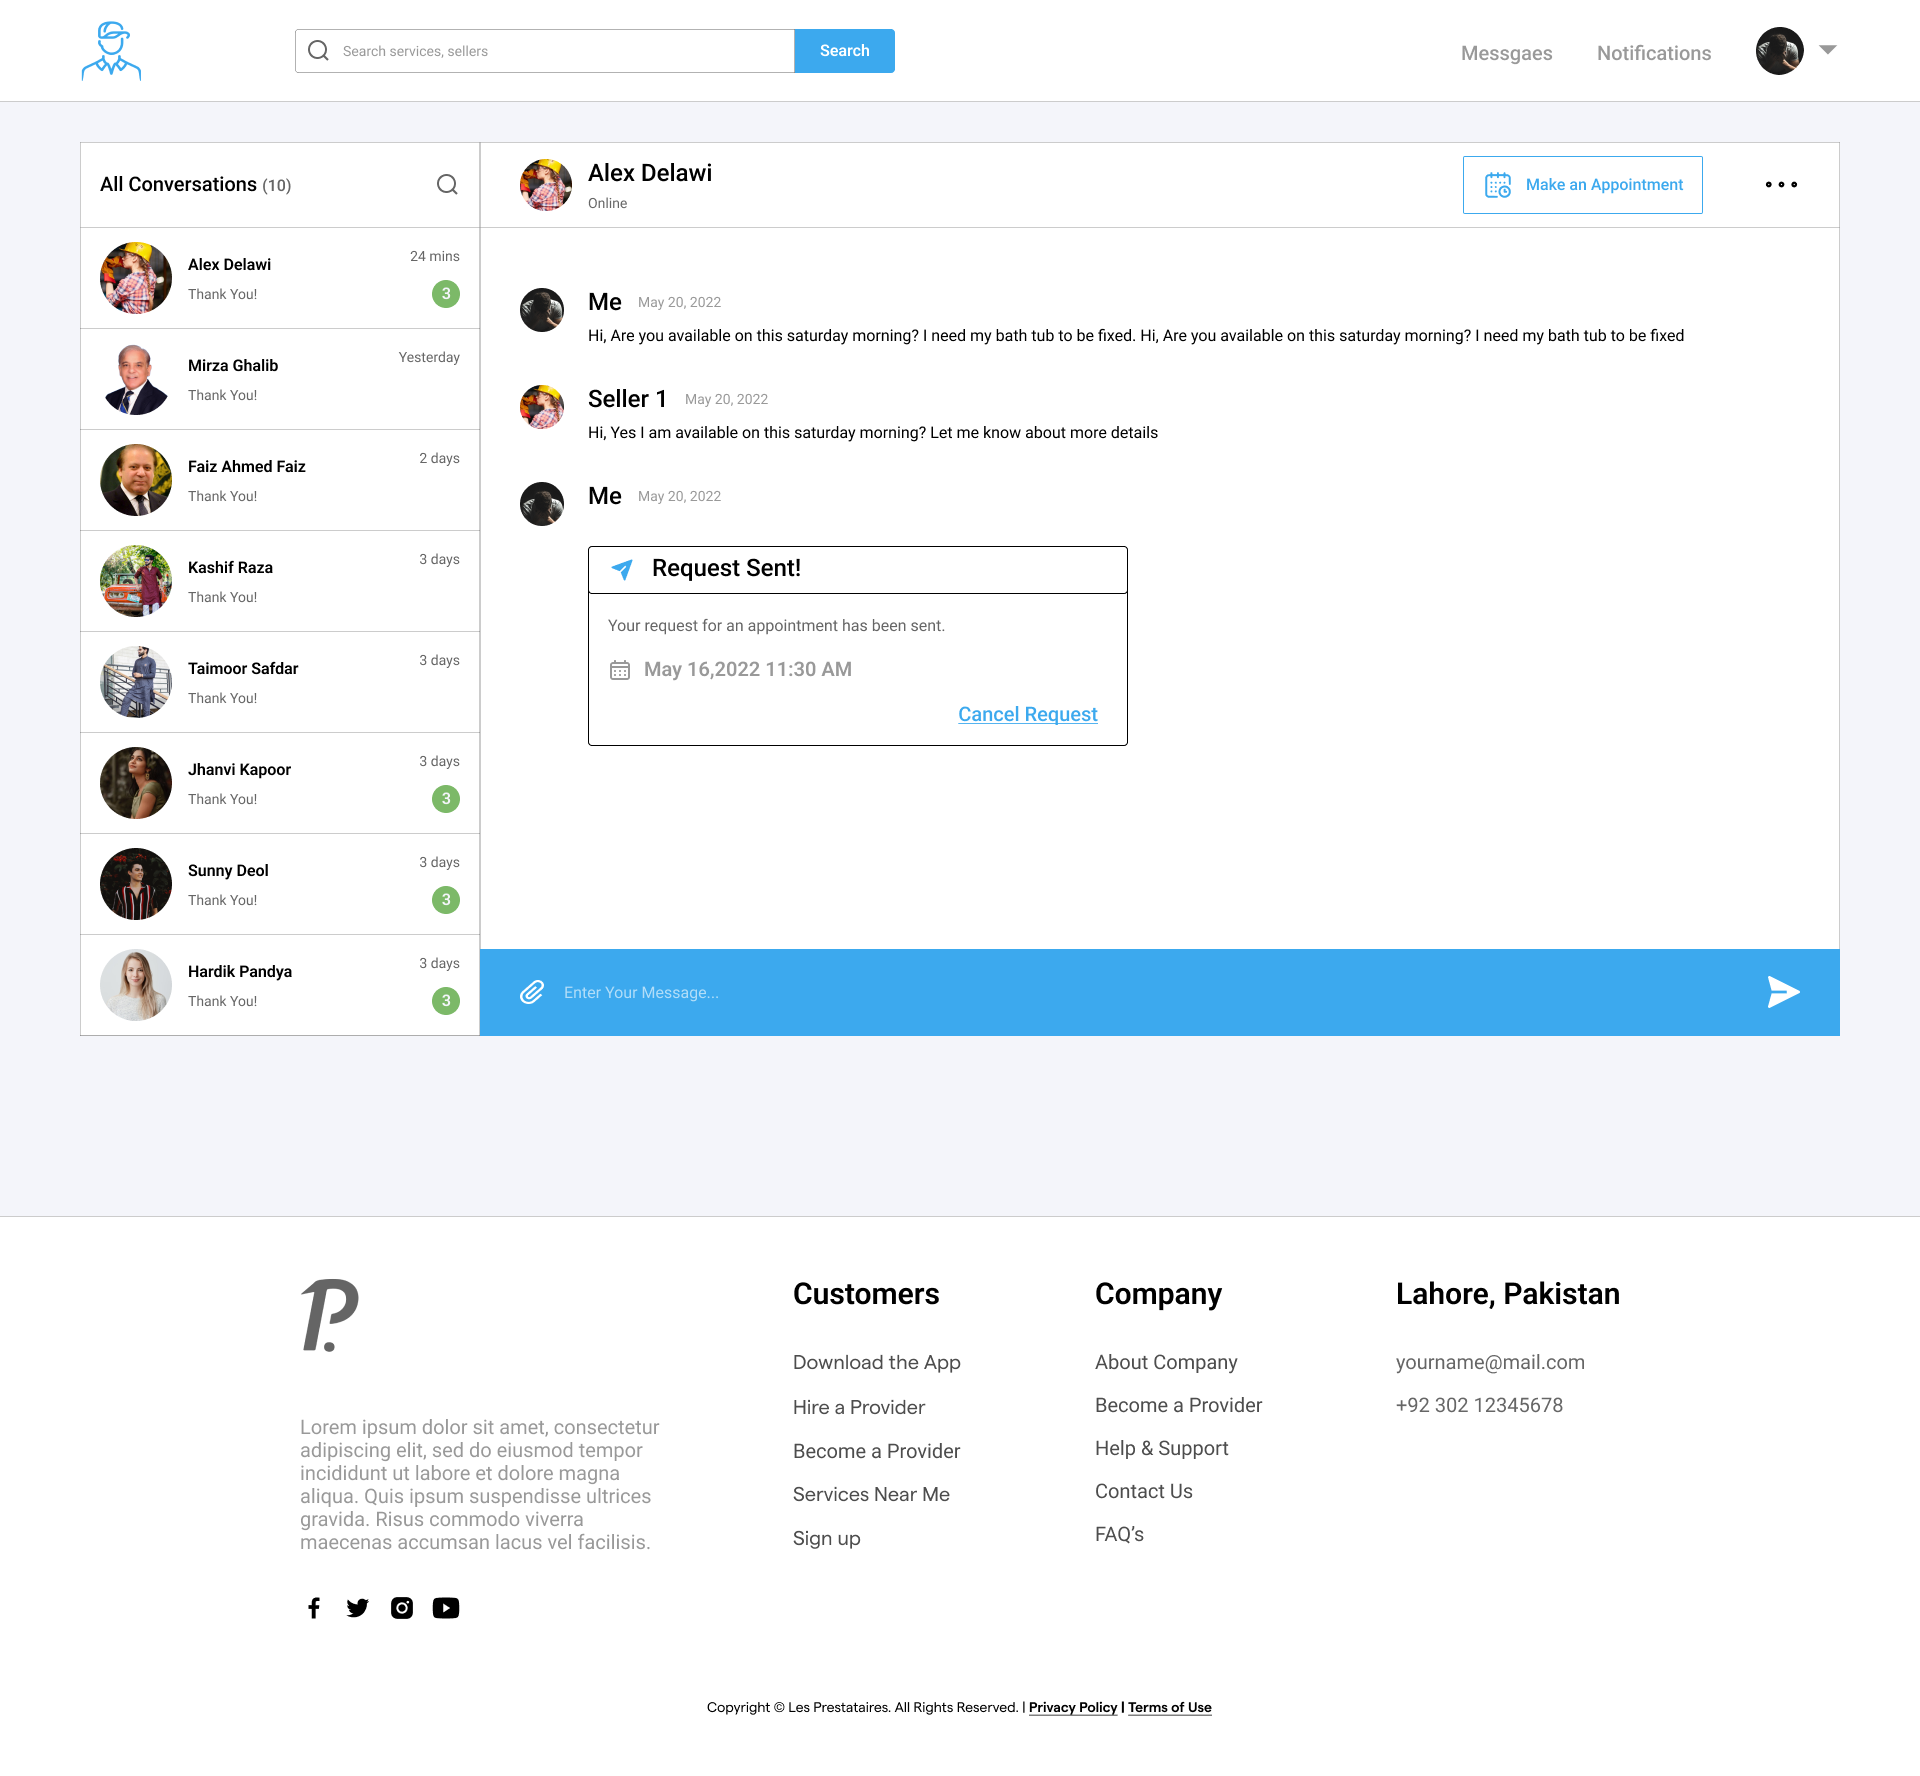 Search services, sellers
Search
Messgaes
Notifications
All Conversations (10)
Alex Delawi
24 mins
Thank You!
3
Mirza Ghalib
Yesterday
Thank You!
Faiz Ahmed Faiz
2 days
Thank You!
Kashif Raza
3 days
Thank You!
Taimoor Safdar
3 days
Thank You!
Jhanvi Kapoor
3 days
Thank You!
3
Sunny Deol
3 days
Thank You!
3
Hardik Pandya
3 days
Thank You!
3
Alex Delawi
Online
Make an Appointment
Me May 20, 2022
Hi, Are you available on this saturday morning? I need my bath tub to be fixed. Hi, Are you available on this saturday morning? I need my bath tub to be fixed
Seller 1 May 20, 2022
Hi, Yes I am available on this saturday morning? Let me know about more details
Me May 20, 2022
Request Sent!
Your request for an appointment has been sent.
May 16,2022 11:30 AM
Cancel Request
Enter Your Message...
P.
Lorem ipsum dolor sit amet, consectetur
adipiscing elit, sed do eiusmod tempor
incididunt ut labore et dolore magna
aliqua. Quis ipsum suspendisse ultrices
gravida. Risus commodo viverra
maecenas accumsan lacus vel facilisis.
Customers
Download the App
Hire a Provider
Become a Provider
Services Near Me
Sign up
Company
About Company
Become a Provider
Help & Support
Contact Us
FAQ’s
Lahore, Pakistan
yourname@mail.com
+92 302 12345678
Copyright © Les Prestataires. All Rights Reserved. | Privacy Policy | Terms of Use